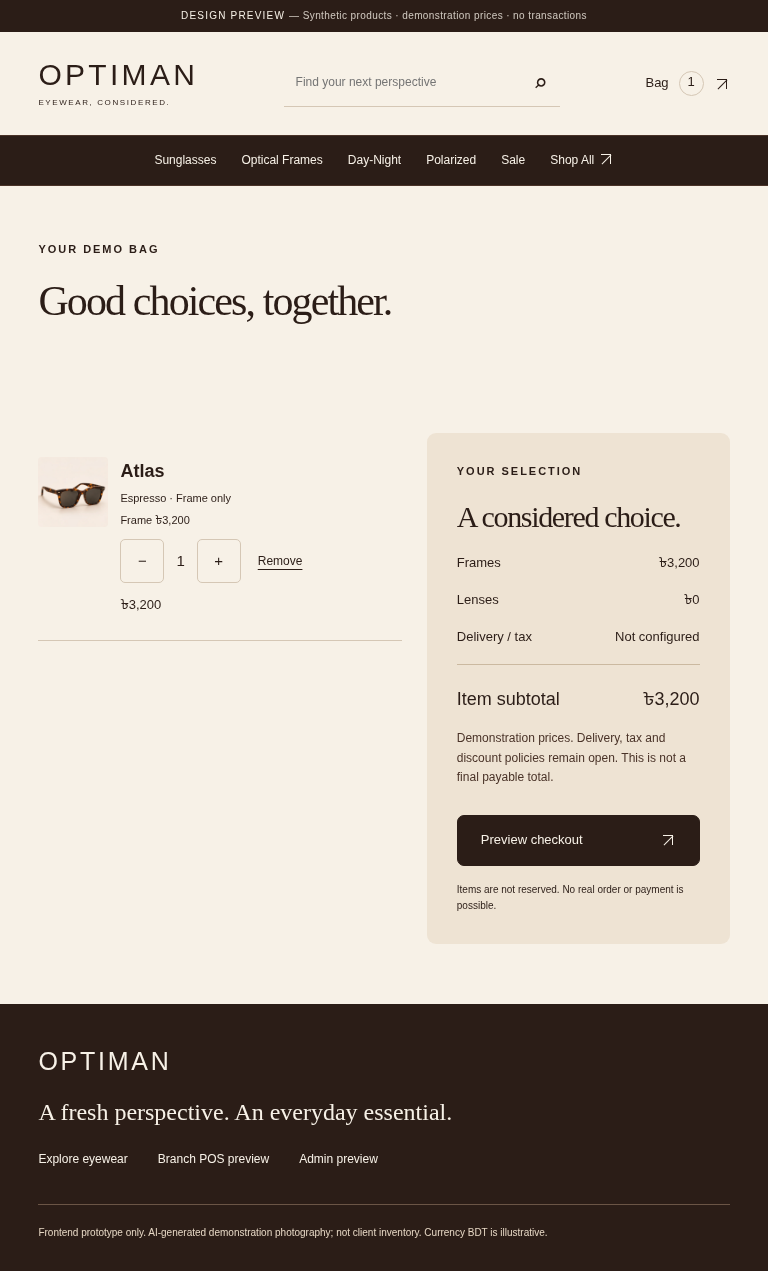 DESIGN PREVIEW — Synthetic products · demonstration prices · no transactions
OPTIMAN
EYEWEAR, CONSIDERED.
Find your next perspective
Bag 1
Sunglasses Optical Frames Day-Night Polarized Sale Shop All
YOUR DEMO BAG
Good choices, together.
Atlas
Espresso · Frame only
Frame ৳3,200
− 1 + Remove
৳3,200
YOUR SELECTION
A considered choice.
Frames ৳3,200
Lenses ৳0
Delivery / tax Not configured
Item subtotal ৳3,200
Demonstration prices. Delivery, tax and
discount policies remain open. This is not a
final payable total.
Preview checkout
Items are not reserved. No real order or payment is
possible.
OPTIMAN
A fresh perspective. An everyday essential.
Explore eyewear Branch POS preview Admin preview
Frontend prototype only. AI-generated demonstration photography; not client inventory. Currency BDT is illustrative.